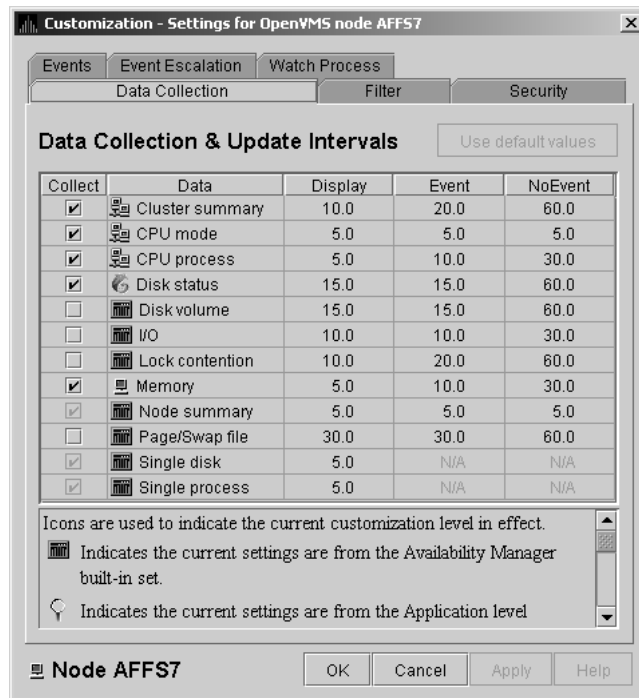 Customization - Settings for OpenVMS node AFFS7
Events Event Escalation Watch Process
Data Collection Filter Security
Data Collection & Update Intervals Use default values
Collect Data Display Event NoEvent
Cluster summary 10.0 20.0 60.0
CPU mode 5.0 5.0 5.0
CPU process 5.0 10.0 30.0
Disk status 15.0 15.0 60.0
Disk volume 15.0 15.0 60.0
I/O 10.0 10.0 30.0
Lock contention 10.0 20.0 60.0
Memory 5.0 10.0 30.0
Node summary 5.0 5.0 5.0
Page/Swap file 30.0 30.0 60.0
Single disk 5.0 N/A N/A
Single process 5.0 N/A N/A
Icons are used to indicate the current customization level in effect.
Indicates the current settings are from the Availability Manager
built-in set.
Indicates the current settings are from the Application level
Node AFFS7 OK Cancel Apply Help